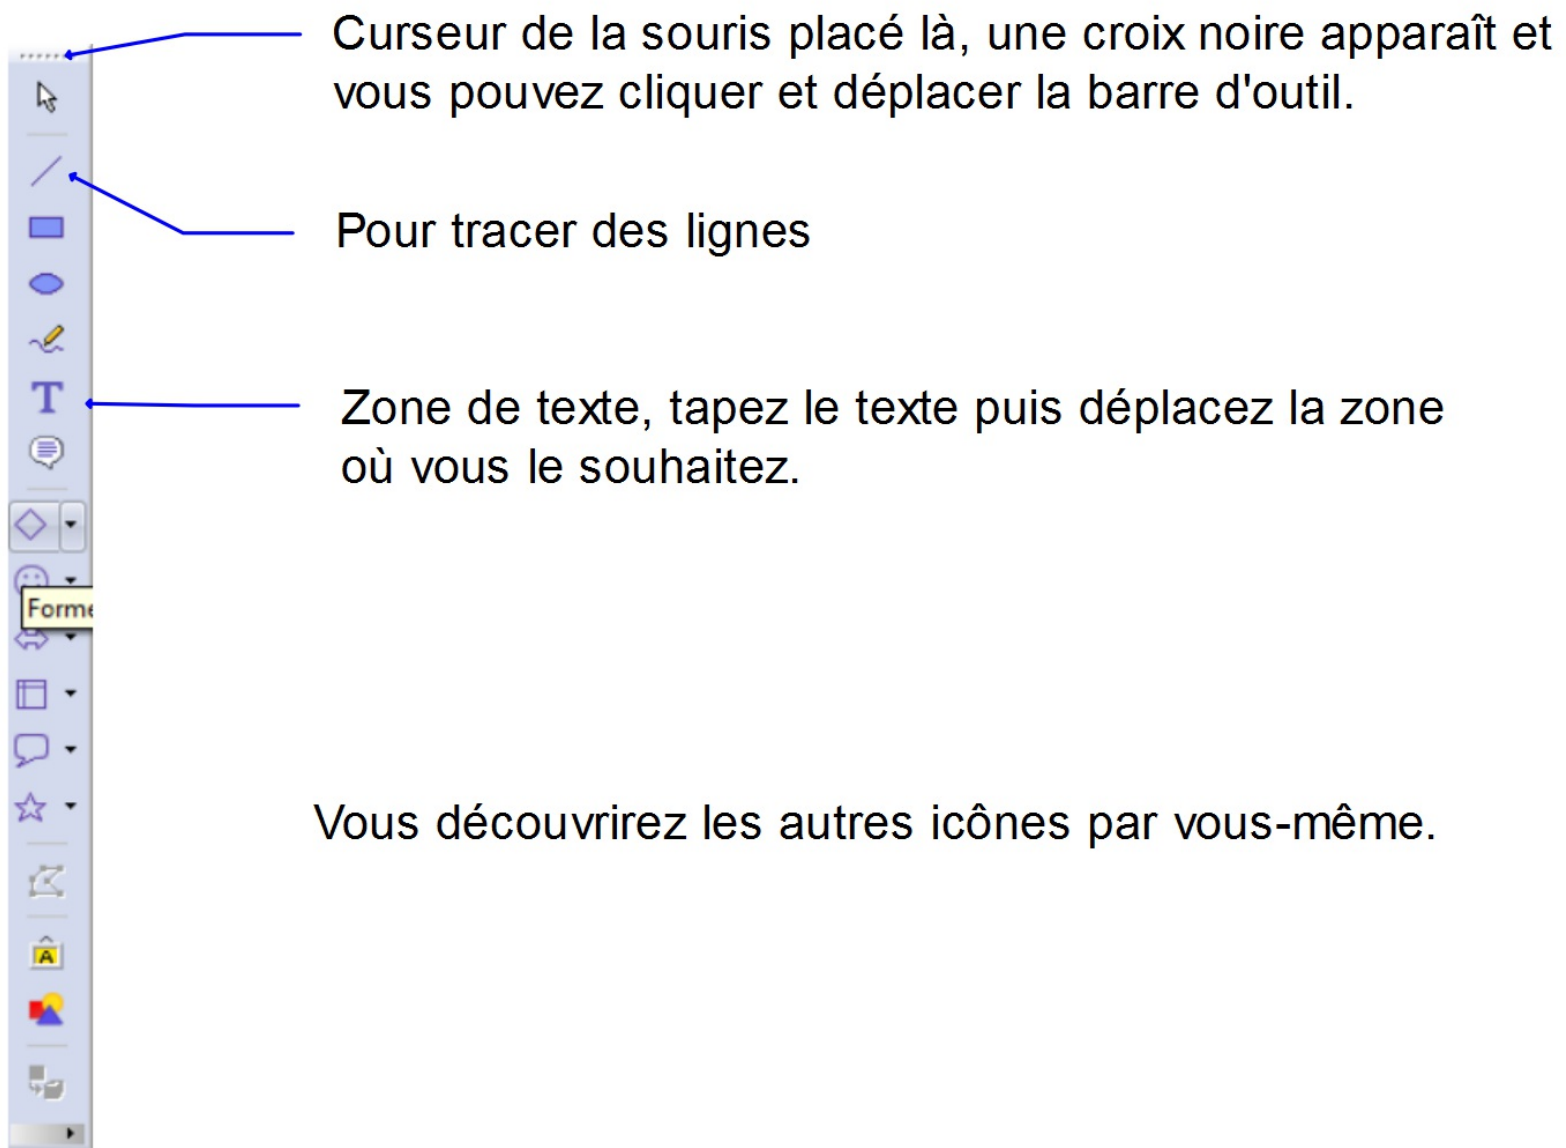 Curseur de la souris placé là, une croix noire apparaît et
vous pouvez cliquer et déplacer la barre d'outil.
Pour tracer des lignes
T
Zone de texte, tapez le texte puis déplacez la zone
où vous le souhaitez.
Forme
Vous découvrirez les autres icônes par vous-même.
A